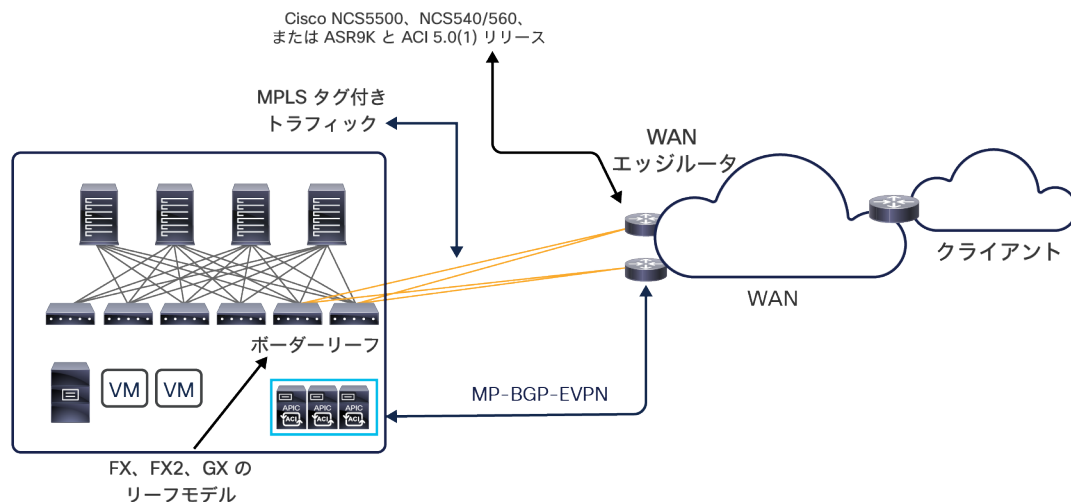 Cisco NCS5500、NCS540/560、
または ASR9K と ACI 5.0(1) リリース
MPLS タグ付き
トラフィック
WAN
エッジルータ
クライアント
WAN
ボーダーリーフ
VM
VM
APIC
APIC
APIC
ACI
ACI
ACI
MP-BGP-EVPN
FX、FX2、GX の
リーフモデル